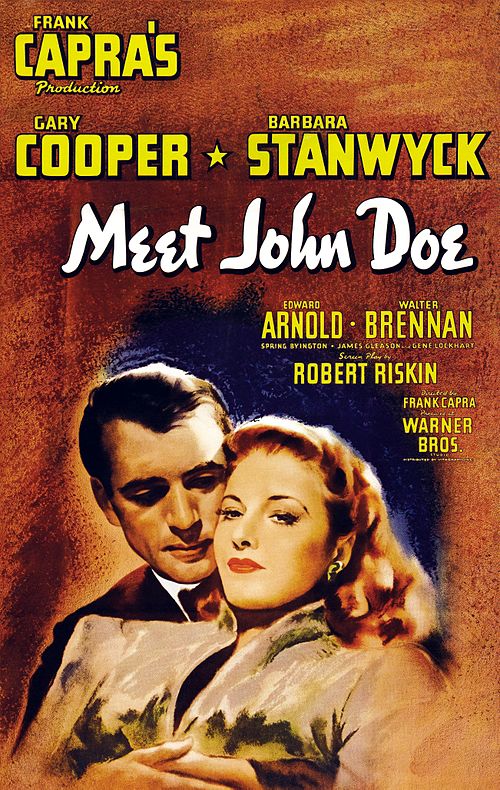 FRANK
CAPRA'S
Production
GARY BARBARA
COOPER ★ STANWYCK
Meet John Doe
EDWARD WALTER
ARNOLD · BRENNAN
SPRING BYINGTON · JAMES GLEASON and GENE LOCKHART
Screen Play by
ROBERT RISKIN
Directed by
FRANK CAPRA
WARNER
BROS.